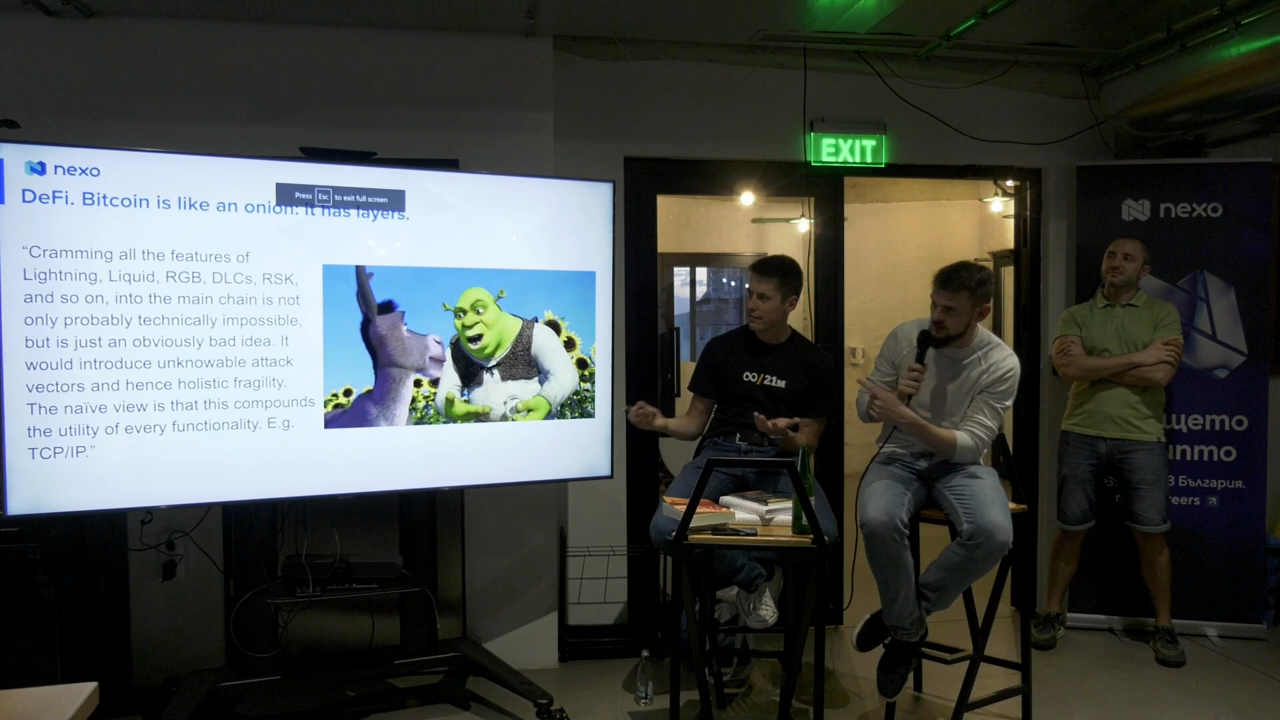 nexo
Press Esc to exit full screen
DeFi. Bitcoin is like an onion. It has layers.
“Cramming all the features of
Lightning, Liquid, RGB, DLCs, RSK,
and so on, into the main chain is not
only probably technically impossible,
but is just an obviously bad idea. It
would introduce unknowable attack
vectors and hence holistic fragility.
The naïve view is that this compounds
the utility of every functionality. E.g.
TCP/IP.”
EXIT
∞/21M
nexo
щето
ипто
в България.